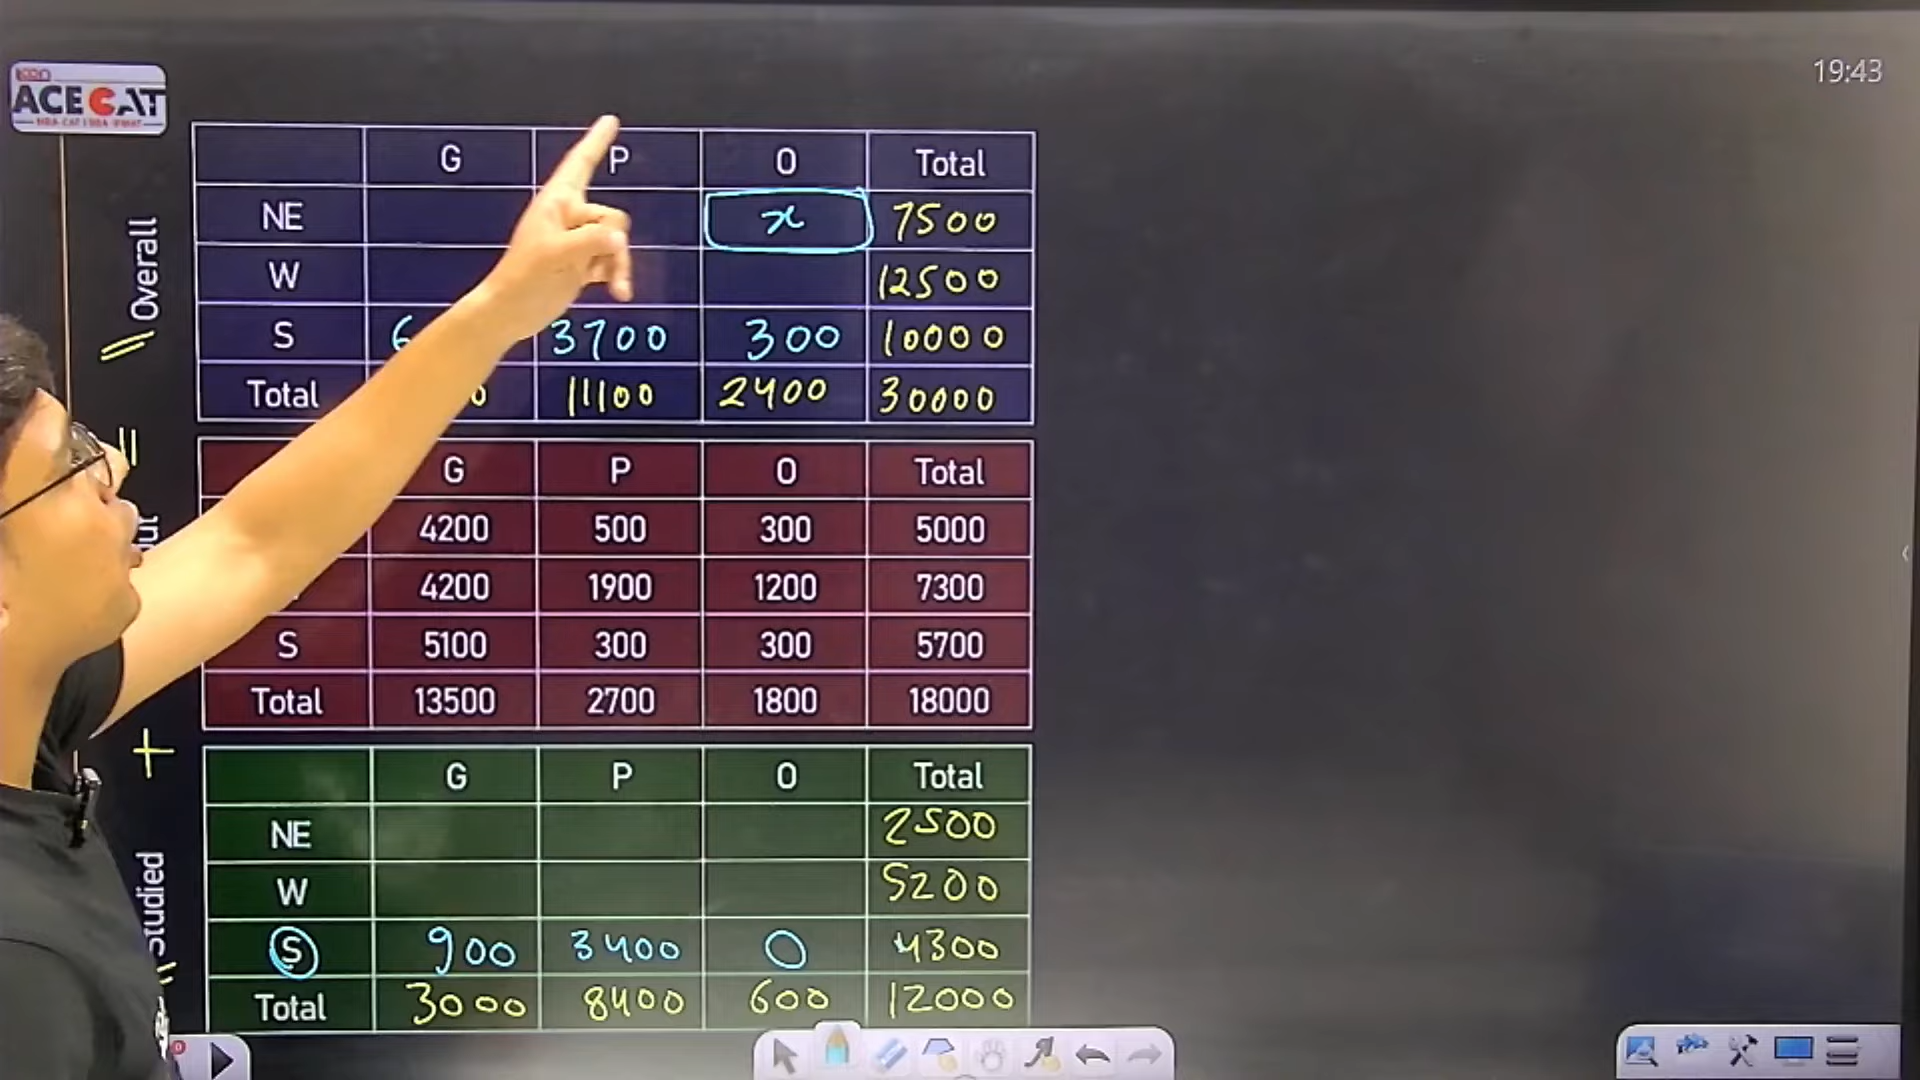 19:43
ACE CAT
Overall
G P O Total
NE x 7500
W 12500
S 3700 300 10000
Total 11100 2400 30000
G P O Total
4200 500 300 5000
4200 1900 1200 7300
S 5100 300 300 5700
Total 13500 2700 1800 18000
+
Studied
G P O Total
NE 2500
W 5200
S 900 3400 0 4300
Total 3000 8400 600 12000